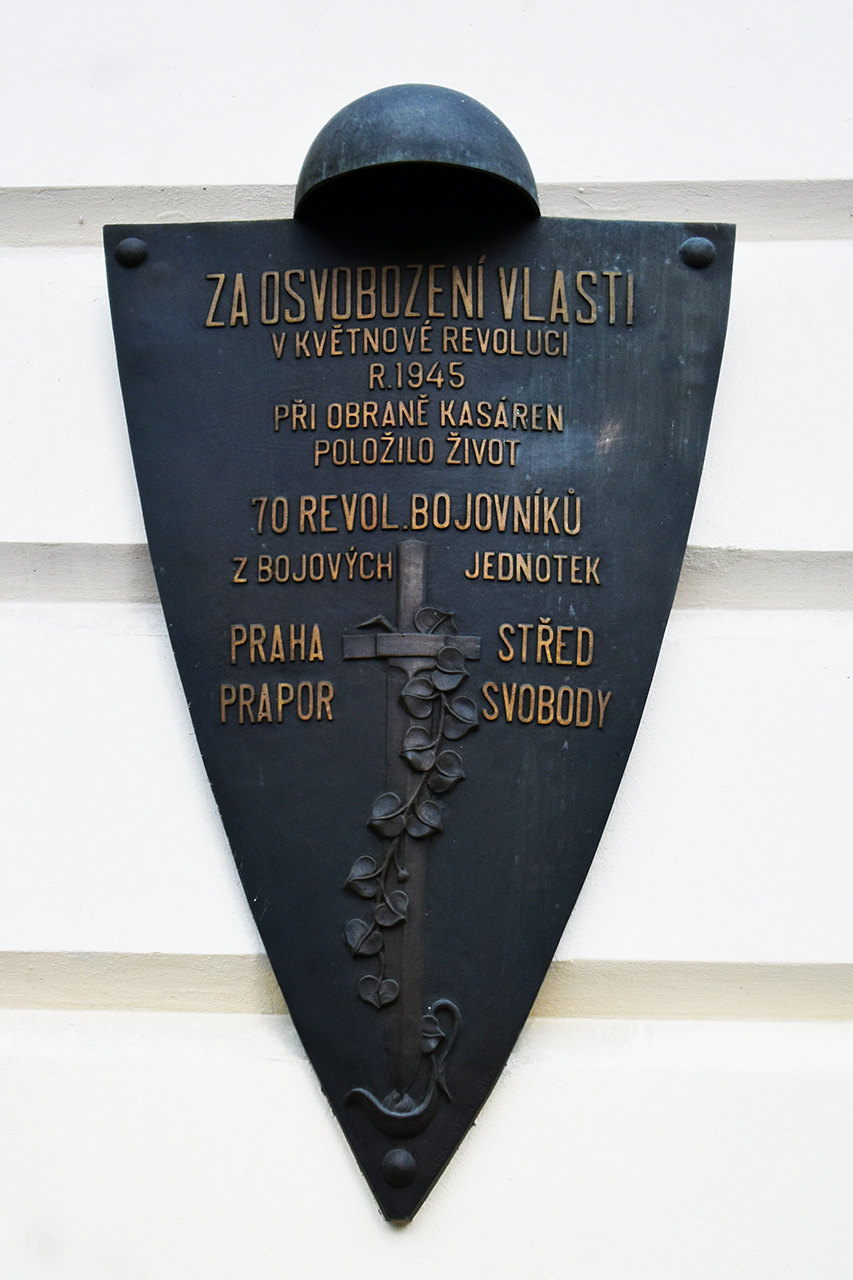 ZA OSVOBOZENÍ VLASTI
V KVĚTNOVÉ REVOLUCI
R.1945
PŘI OBRANĚ KASÁREN
POLOŽILO ŽIVOT
70 REVOL.BOJOVNÍKŮ
Z BOJOVÝCH JEDNOTEK
PRAHA STŘED
PRAPOR SVOBODY